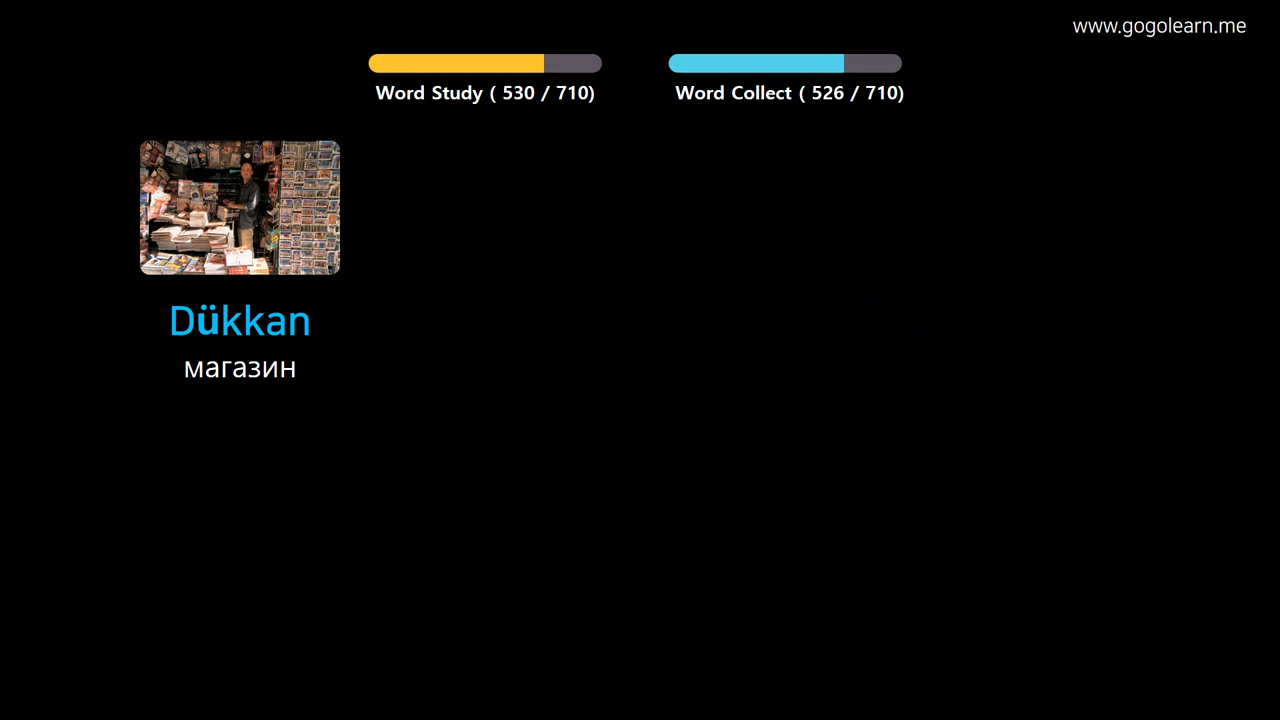 www.gogolearn.me
Word Study ( 530 / 710)
Word Collect ( 526 / 710)
Dükkan
магазин